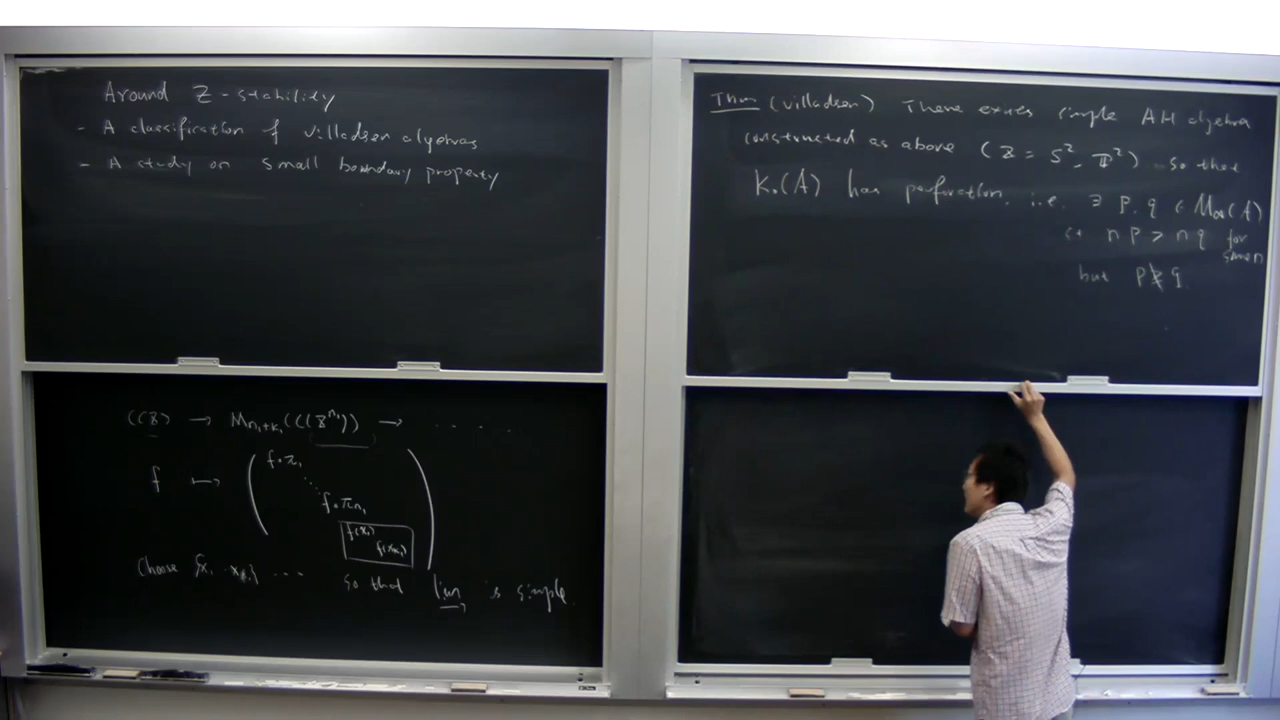 Around Z-stability
- A classification of Villadsen algebras
- A study on small boundary property
C(Z) → M_{n_1+k_1}(C(Z^{n_1})) → ......
f ↦ ( f∘π_1
⋱
f∘π_{n_1}
f(x_1)
f(x_{k_1}) )
Choose {x_1 ... x_{k_1}} ... so that lim→ is simple.
Thm (Villadsen) There exists simple AH algebra
constructed as above (Z = S^2, D^2) so that
K_0(A) has perforation. i.e. ∃ p, q ∈ M_∞(A)
st np > nq for
some n
but p ≯ q.